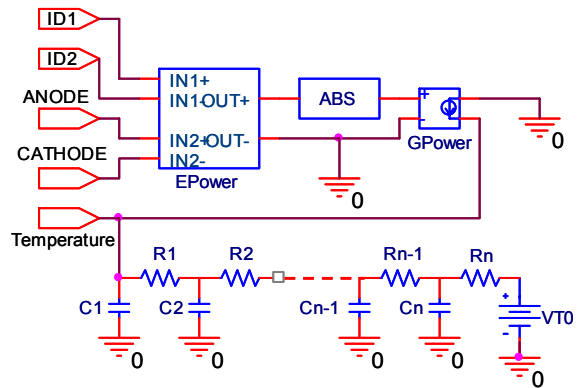 ID1
ID2
ANODE
CATHODE
Temperature
IN1+
IN1- OUT+
IN2+ OUT-
IN2-
EPower
ABS
+
-
GPower
0
0
R1
R2
Rn-1
Rn
C1
C2
Cn-1
Cn
+
-
VT0
0
0
0
0
0